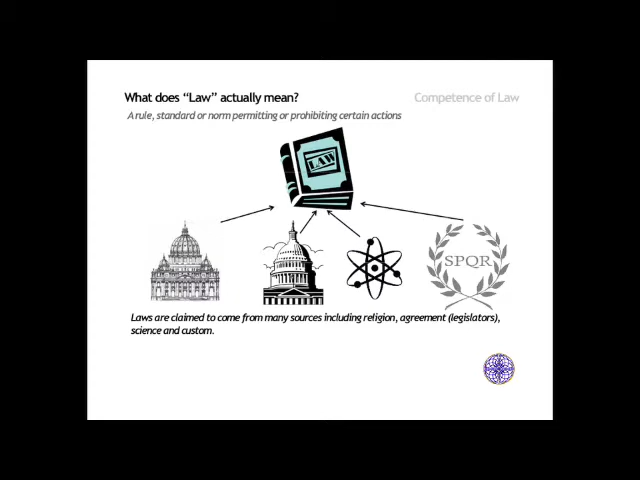 What does “Law” actually mean?
Competence of Law
A rule, standard or norm permitting or prohibiting certain actions
LAW
SPQR
Laws are claimed to come from many sources including religion, agreement (legislators),
science and custom.